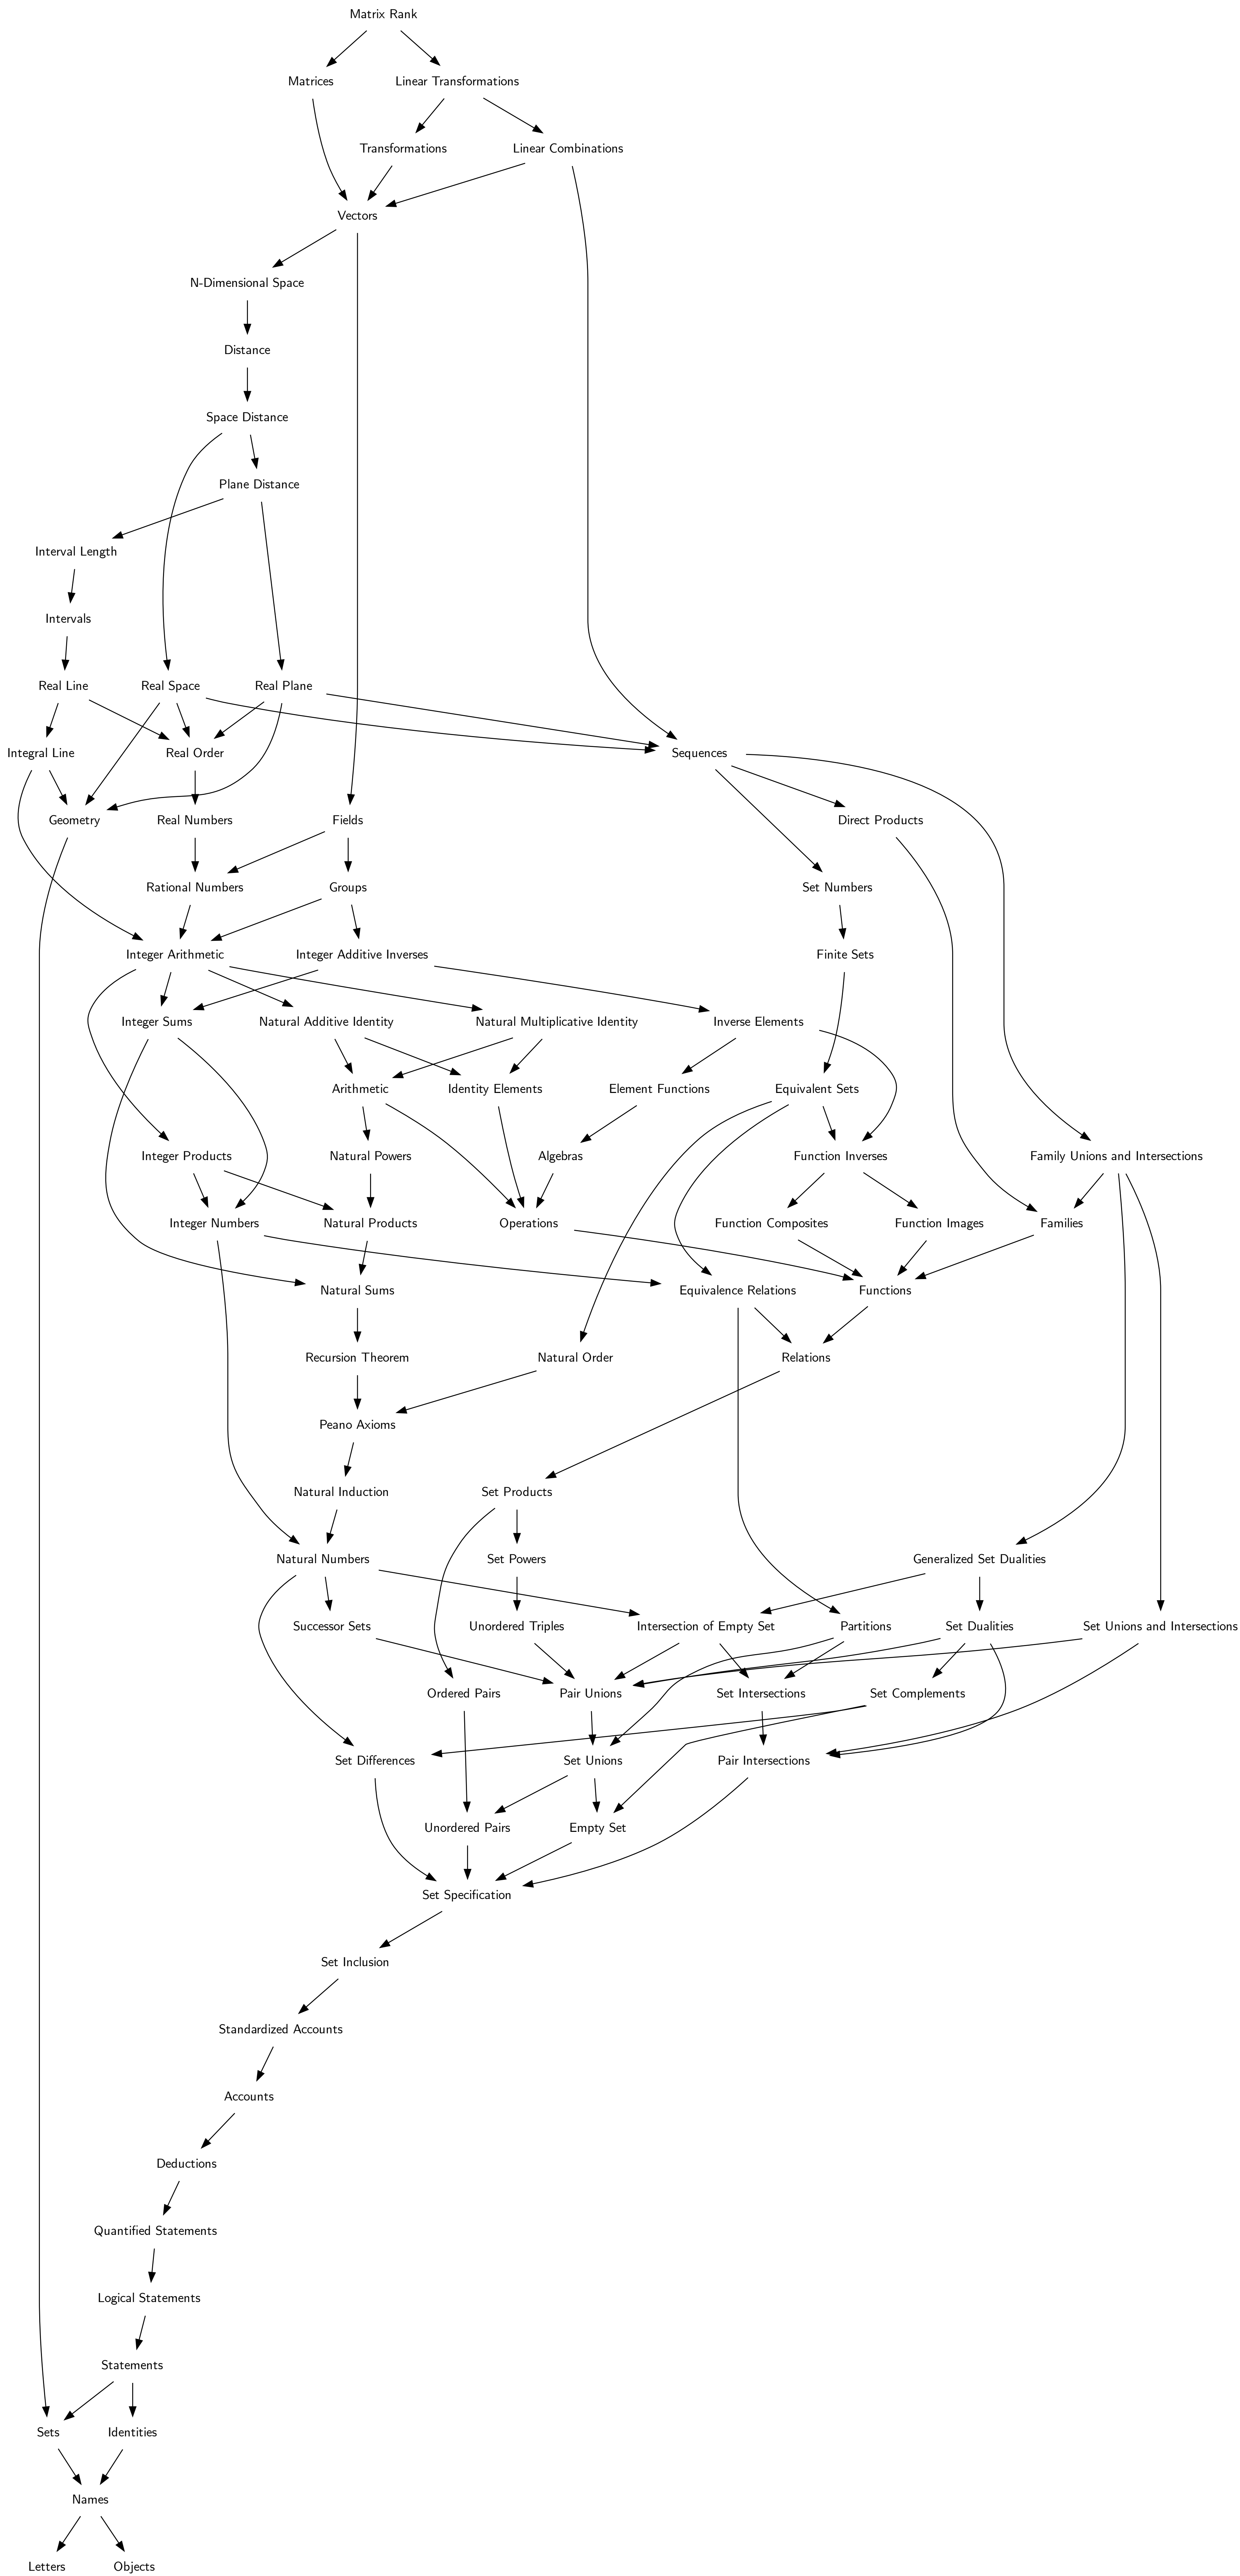 Matrix Rank
Matrices
Linear Transformations
Transformations
Linear Combinations
Vectors
N-Dimensional Space
Distance
Space Distance
Plane Distance
Interval Length
Intervals
Real Line
Real Space
Real Plane
Integral Line
Real Order
Sequences
Geometry
Real Numbers
Fields
Direct Products
Rational Numbers
Groups
Set Numbers
Integer Arithmetic
Integer Additive Inverses
Finite Sets
Integer Sums
Natural Additive Identity
Natural Multiplicative Identity
Inverse Elements
Arithmetic
Identity Elements
Element Functions
Equivalent Sets
Integer Products
Natural Powers
Algebras
Function Inverses
Family Unions and Intersections
Integer Numbers
Natural Products
Operations
Function Composites
Function Images
Families
Natural Sums
Equivalence Relations
Functions
Recursion Theorem
Natural Order
Relations
Peano Axioms
Natural Induction
Set Products
Natural Numbers
Set Powers
Generalized Set Dualities
Successor Sets
Unordered Triples
Intersection of Empty Set
Partitions
Set Dualities
Set Unions and Intersections
Ordered Pairs
Pair Unions
Set Intersections
Set Complements
Set Differences
Set Unions
Pair Intersections
Unordered Pairs
Empty Set
Set Specification
Set Inclusion
Standardized Accounts
Accounts
Deductions
Quantified Statements
Logical Statements
Statements
Sets
Identities
Names
Letters
Objects